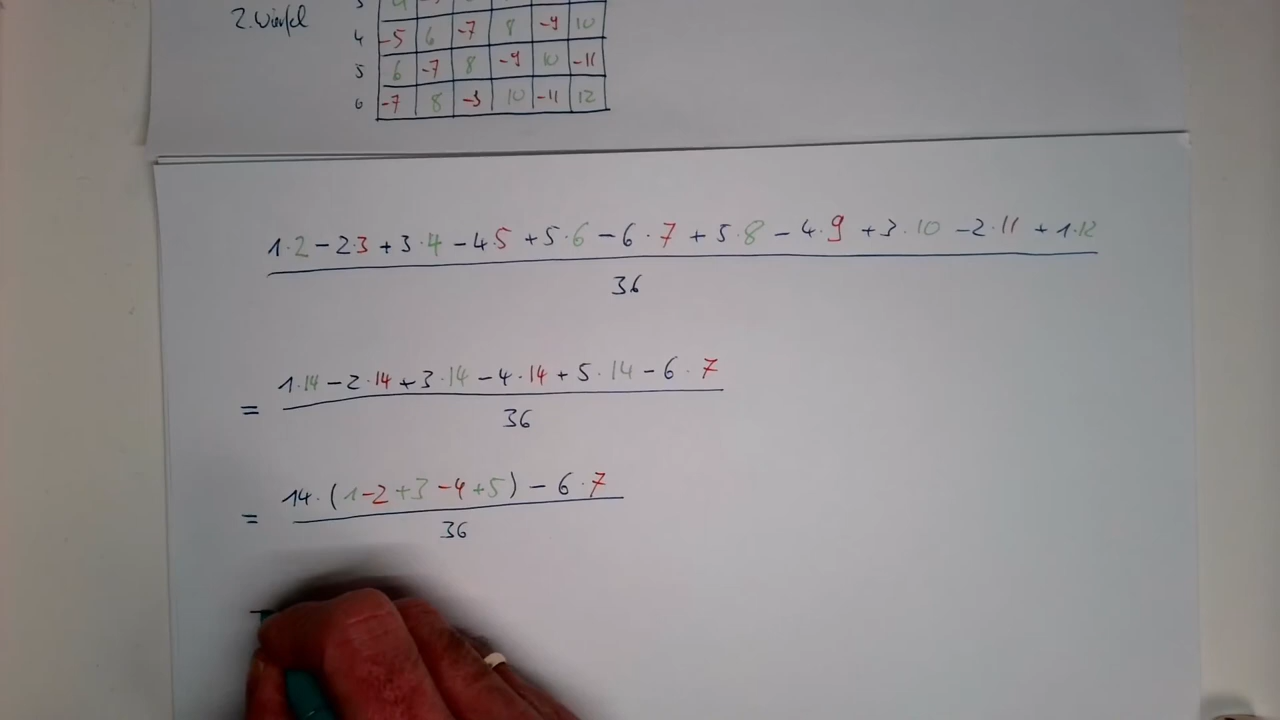 2. Würfel
4 -5 6 -7 8 -9 10
5 6 -7 8 -9 10 -11
6 -7 8 -9 10 -11 12
1·2 - 2·3 + 3·4 - 4·5 + 5·6 - 6·7 + 5·8 - 4·9 + 3·10 - 2·11 + 1·12
36
1·14 - 2·14 + 3·14 - 4·14 + 5·14 - 6·7
=
36
14·(1-2+3-4+5) - 6·7
=
36